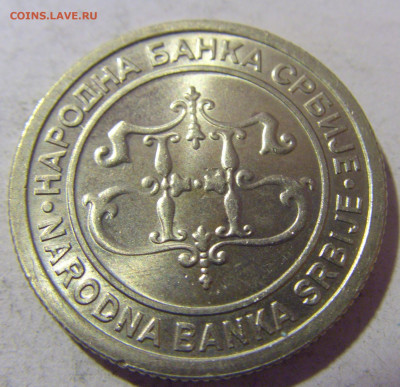 COINS.LAVE.RU
• НАРОДНА БАНКА СРБИЈЕ •
NARODNA BANKA SRBIJE